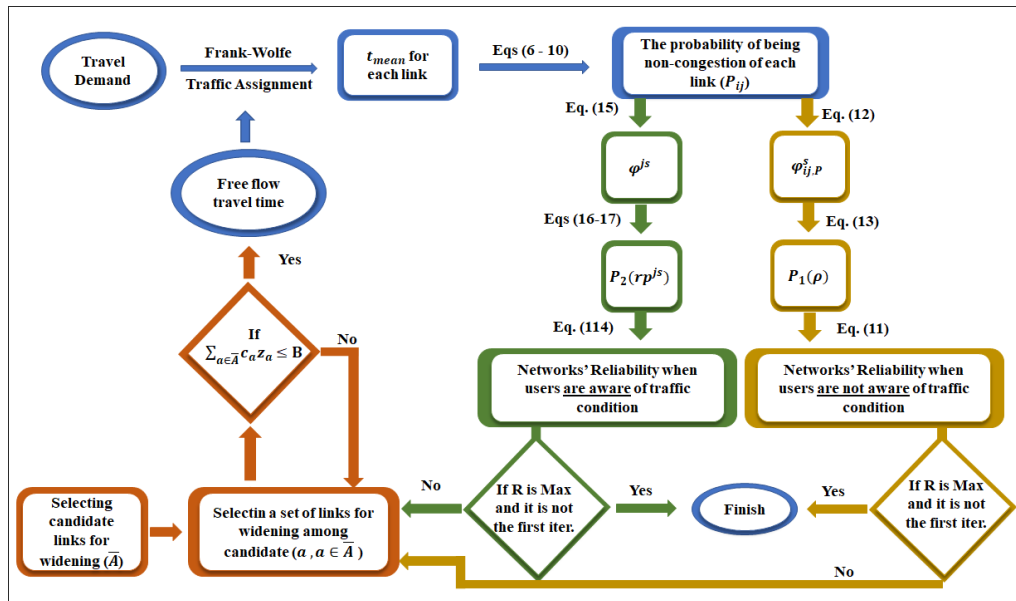 Travel
Demand
Frank-Wolfe
Traffic Assignment
t_mean for
each link
Eqs (6 - 10)
The probability of being
non-congestion of each
link (P_ij)
Eq. (15)
Eq. (12)
φ^js
φ^s_ij,P
Eqs (16-17)
Eq. (13)
P_2(rp^js)
P_1(ρ)
Eq. (114)
Eq. (11)
Networks' Reliability when
users are aware of traffic
condition
Networks' Reliability when
users are not aware of traffic
condition
If R is Max
and it is not
the first iter.
Yes
No
Finish
If R is Max
and it is not
the first iter.
Yes
No
Free flow
travel time
Yes
If
∑_a∈A̅ c_a z_a ≤ B
No
Selecting
candidate
links for
widening (A̅)
Selectin a set of links for
widening among
candidate (a , a ∈ A̅ )